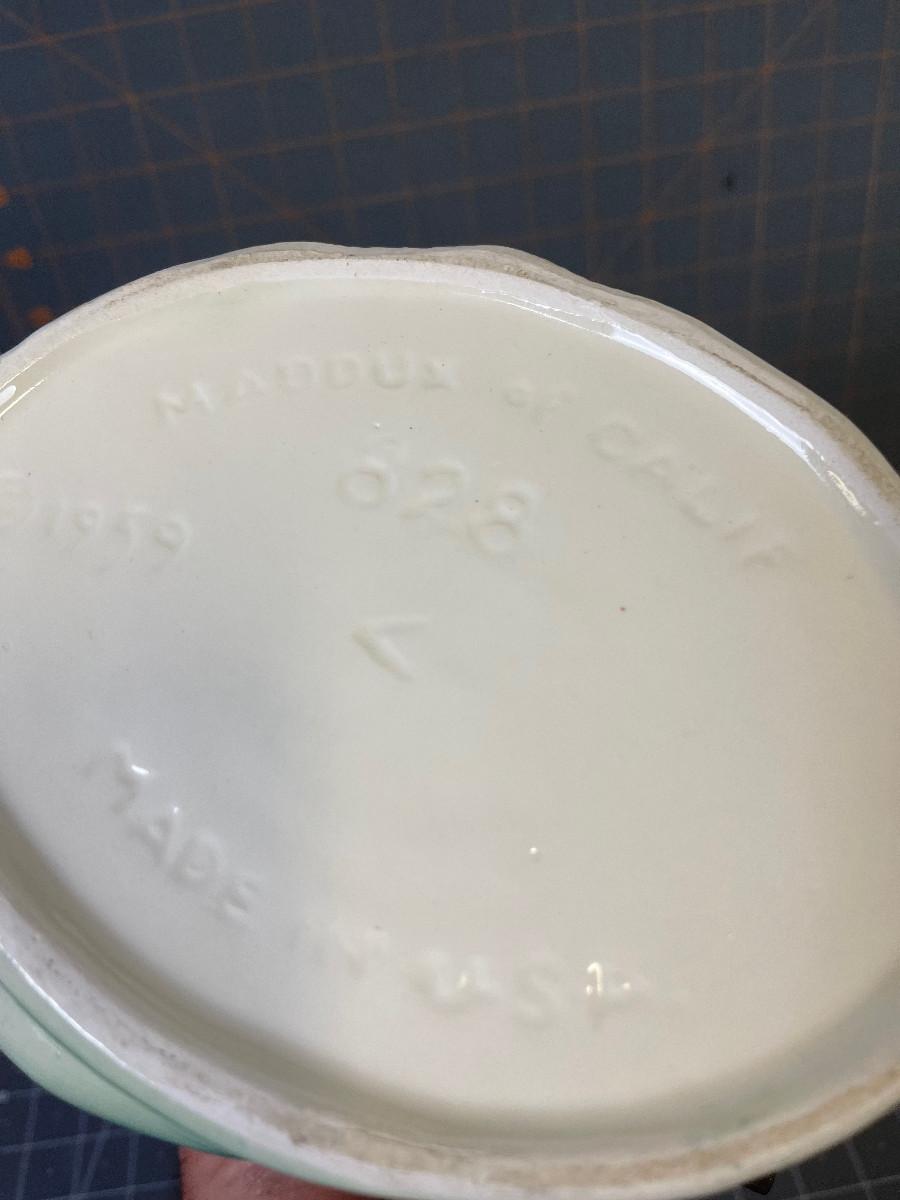 MADDUX of CALIF
828
© 1959
<
MADE IN USA